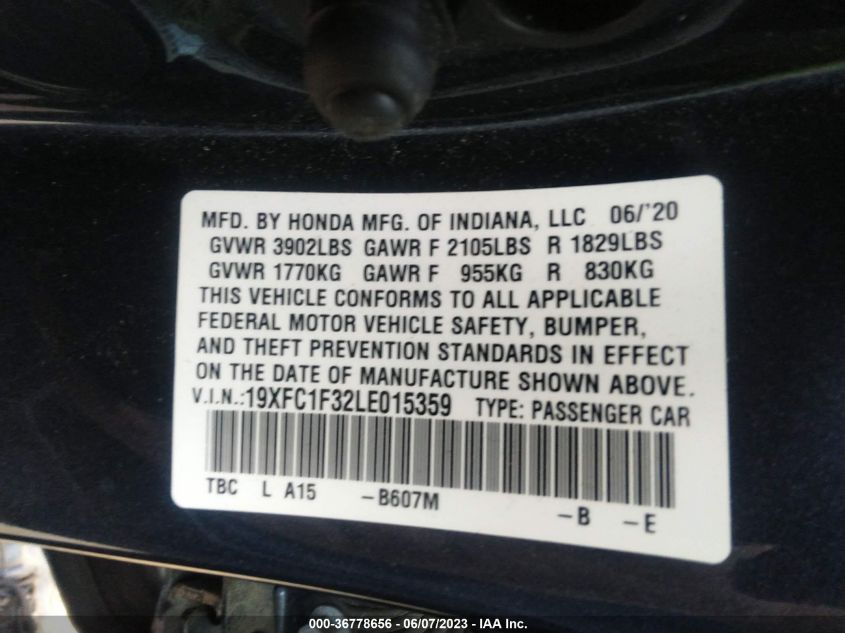 MFD. BY HONDA MFG. OF INDIANA, LLC 06/'20
GVWR 3902LBS GAWR F 2105LBS R 1829LBS
GVWR 1770KG GAWR F 955KG R 830KG
THIS VEHICLE CONFORMS TO ALL APPLICABLE
FEDERAL MOTOR VEHICLE SAFETY, BUMPER,
AND THEFT PREVENTION STANDARDS IN EFFECT
ON THE DATE OF MANUFACTURE SHOWN ABOVE.
V.I.N.:19XFC1F32LE015359 TYPE: PASSENGER CAR
TBC L A15 -B607M -B -E
000-36778656 - 06/07/2023 - IAA Inc.